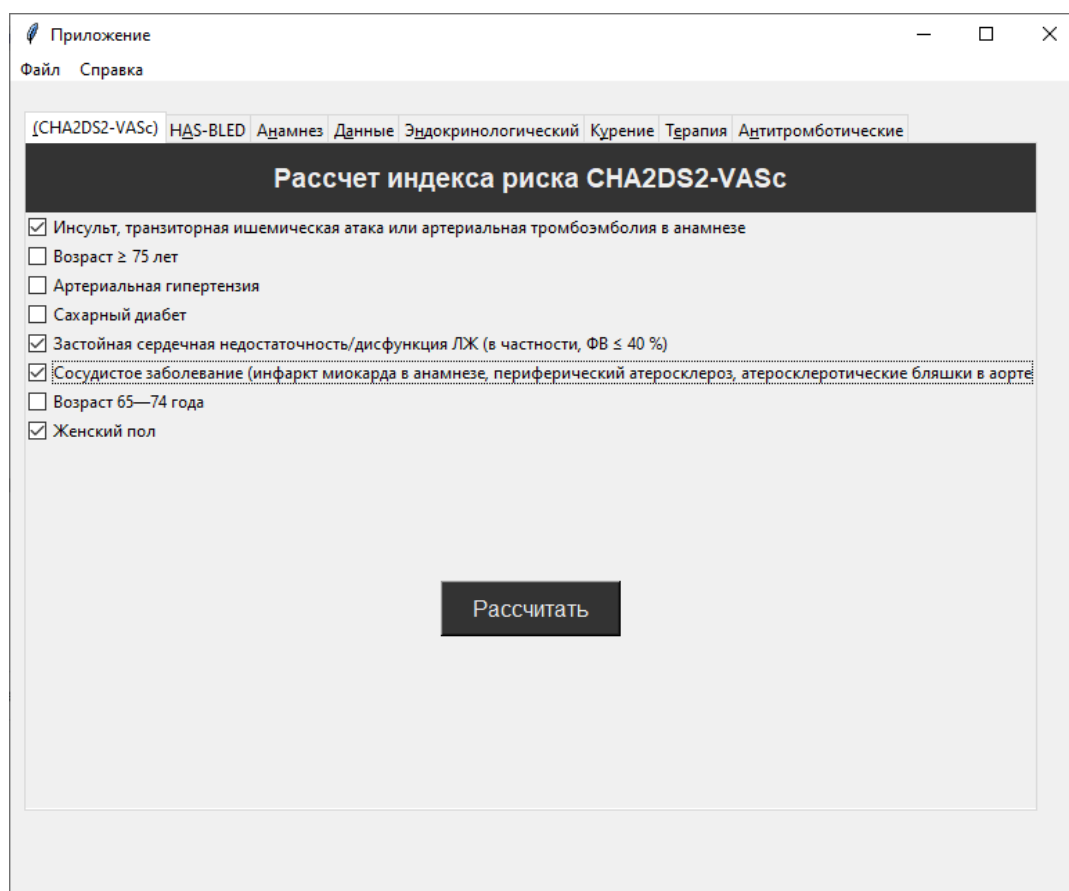 Приложение
Файл Справка
(CHA2DS2-VASc) HAS-BLED Анамнез Данные Эндокринологический Курение Терапия Антитромботические
Рассчет индекса риска CHA2DS2-VASc
Инсульт, транзиторная ишемическая атака или артериальная тромбоэмболия в анамнезе
Возраст ≥ 75 лет
Артериальная гипертензия
Сахарный диабет
Застойная сердечная недостаточность/дисфункция ЛЖ (в частности, ФВ ≤ 40 %)
Сосудистое заболевание (инфаркт миокарда в анамнезе, периферический атеросклероз, атеросклеротические бляшки в аорте
Возраст 65—74 года
Женский пол
Рассчитать